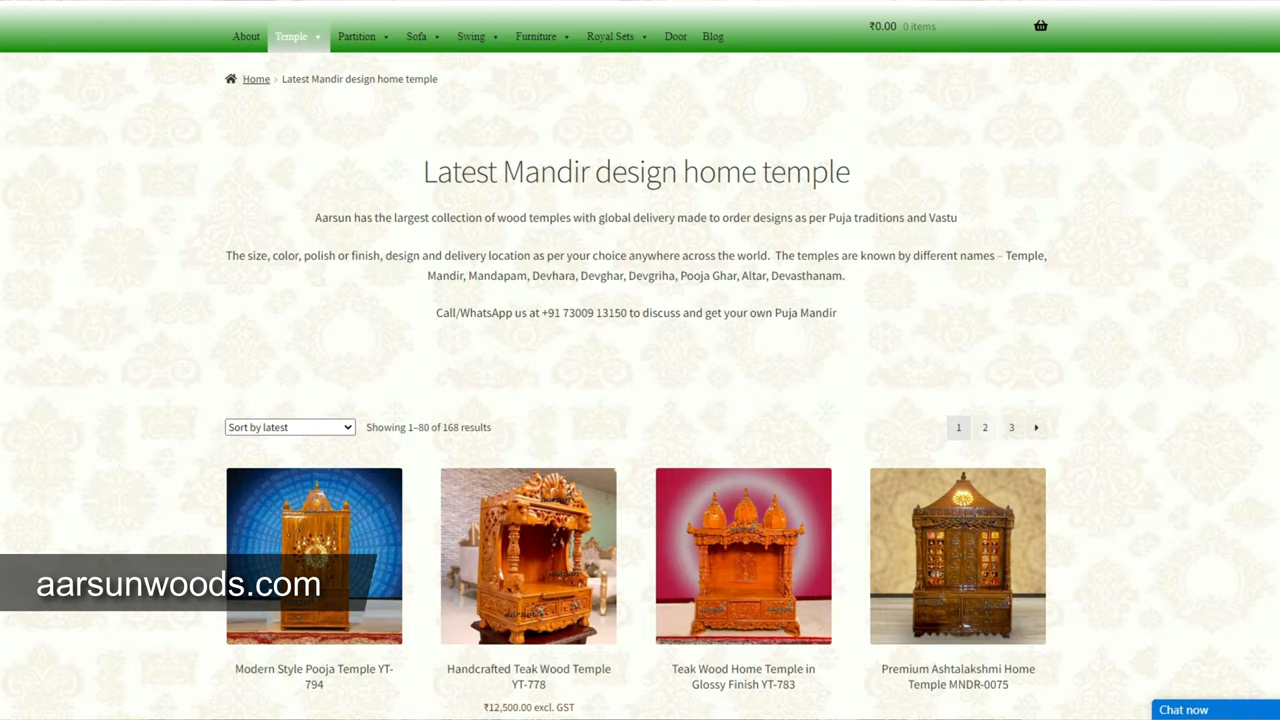 ₹0.00 0 items
About Temple Partition Sofa Swing Furniture Royal Sets Door Blog
Home › Latest Mandir design home temple
Latest Mandir design home temple
Aarsun has the largest collection of wood temples with global delivery made to order designs as per Puja traditions and Vastu
The size, color, polish or finish, design and delivery location as per your choice anywhere across the world. The temples are known by different names – Temple,
Mandir, Mandapam, Devhara, Devghar, Devgriha, Pooja Ghar, Altar, Devasthanam.
Call/WhatsApp us at +91 73009 13150 to discuss and get your own Puja Mandir
Sort by latest Showing 1–80 of 168 results 1 2 3
aarsunwoods.com
Modern Style Pooja Temple YT-
794
Handcrafted Teak Wood Temple
YT-778
₹12,500.00 excl. GST
Teak Wood Home Temple in
Glossy Finish YT-783
Premium Ashtalakshmi Home
Temple MNDR-0075
Chat now